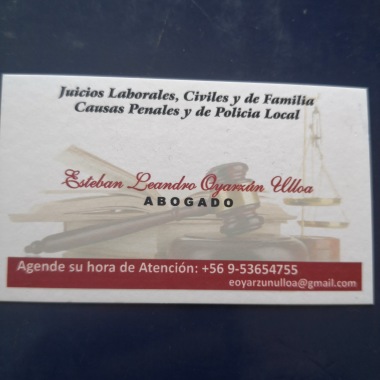 Juicios Laborales, Civiles y de Familia
Causas Penales y de Policia Local
Esteban Leandro Oyarzún Ulloa
ABOGADO
Agende su hora de Atención: +56 9-53654755
eoyarzunulloa@gmail.com